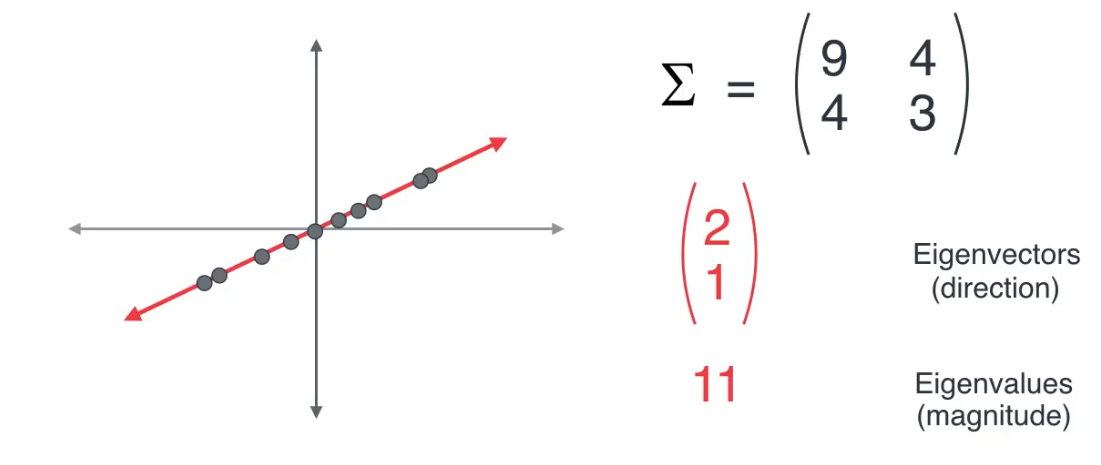 Σ = ( 9 4
4 3 )
( 2
1 )
Eigenvectors
(direction)
11
Eigenvalues
(magnitude)